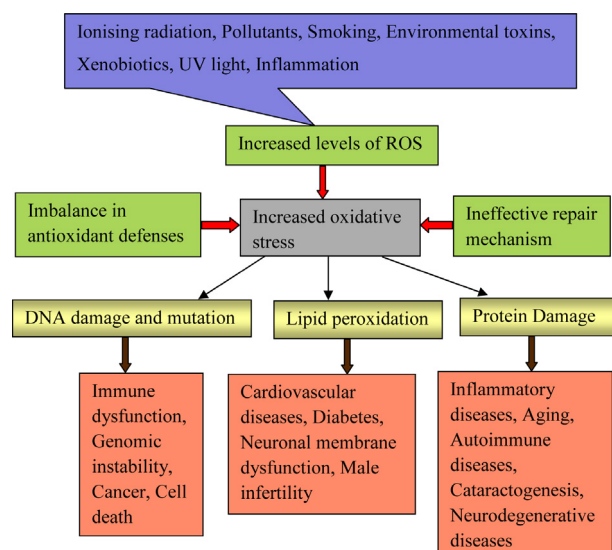 Ionising radiation, Pollutants, Smoking, Environmental toxins,
Xenobiotics, UV light, Inflammation
Increased levels of ROS
Imbalance in
antioxidant defenses
Increased oxidative
stress
Ineffective repair
mechanism
DNA damage and mutation
Lipid peroxidation
Protein Damage
Immune
dysfunction,
Genomic
instability,
Cancer, Cell
death
Cardiovascular
diseases, Diabetes,
Neuronal membrane
dysfunction, Male
infertility
Inflammatory
diseases, Aging,
Autoimmune
diseases,
Cataractogenesis,
Neurodegenerative
diseases